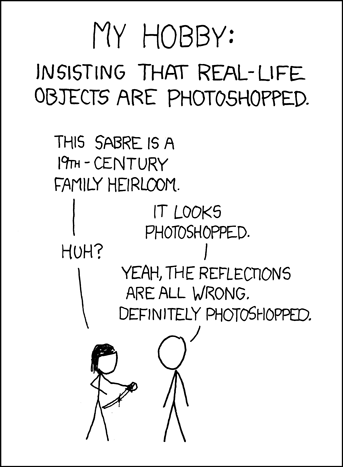 MY HOBBY:
INSISTING THAT REAL-LIFE
OBJECTS ARE PHOTOSHOPPED.
THIS SABRE IS A
19TH-CENTURY
FAMILY HEIRLOOM.
IT LOOKS
PHOTOSHOPPED.
HUH?
YEAH, THE REFLECTIONS
ARE ALL WRONG.
DEFINITELY PHOTOSHOPPED.